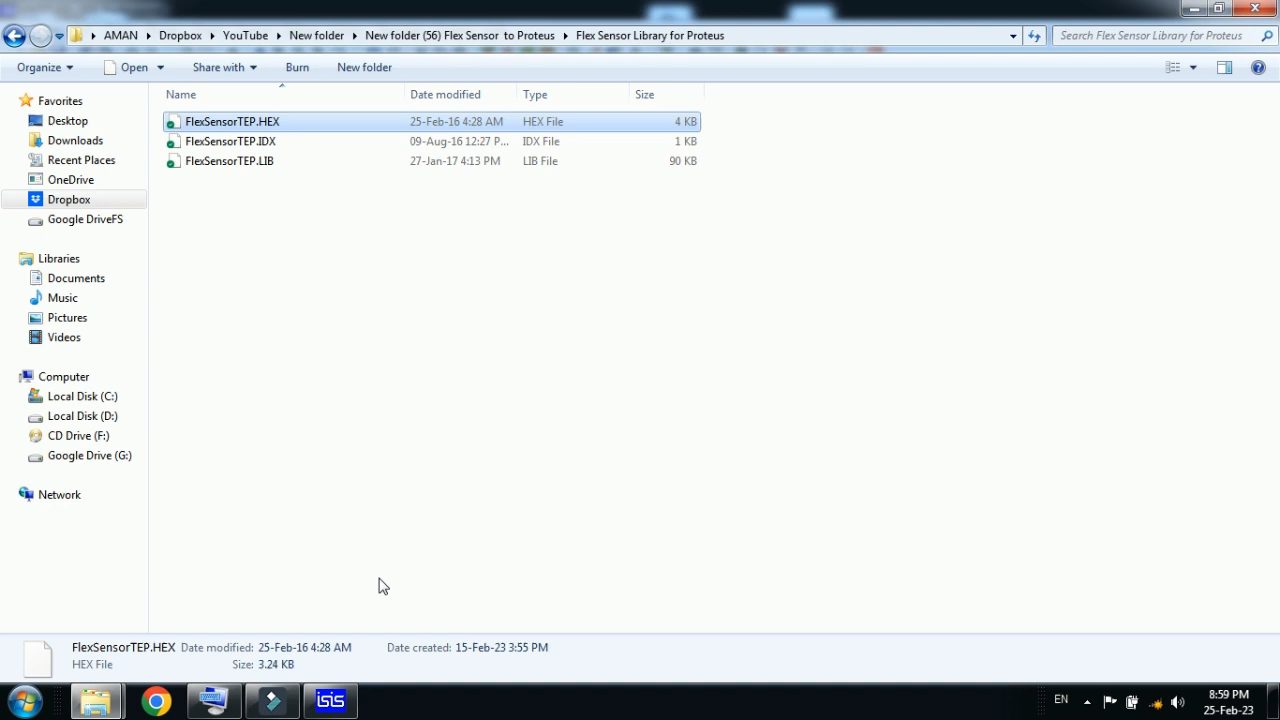 AMAN Dropbox YouTube New folder New folder (56) Flex Sensor to Proteus Flex Sensor Library for Proteus Search Flex Sensor Library for Proteus
Organize Open Share with Burn New folder
Favorites
Desktop
Downloads
Recent Places
OneDrive
Dropbox
Google DriveFS
Libraries
Documents
Music
Pictures
Videos
Computer
Local Disk (C:)
Local Disk (D:)
CD Drive (F:)
Google Drive (G:)
Network
Name Date modified Type Size
FlexSensorTEP.HEX 25-Feb-16 4:28 AM HEX File 4 KB
FlexSensorTEP.IDX 09-Aug-16 12:27 P... IDX File 1 KB
FlexSensorTEP.LIB 27-Jan-17 4:13 PM LIB File 90 KB
FlexSensorTEP.HEX Date modified: 25-Feb-16 4:28 AM Date created: 15-Feb-23 3:55 PM
HEX File Size: 3.24 KB
isis EN 8:59 PM
25-Feb-23